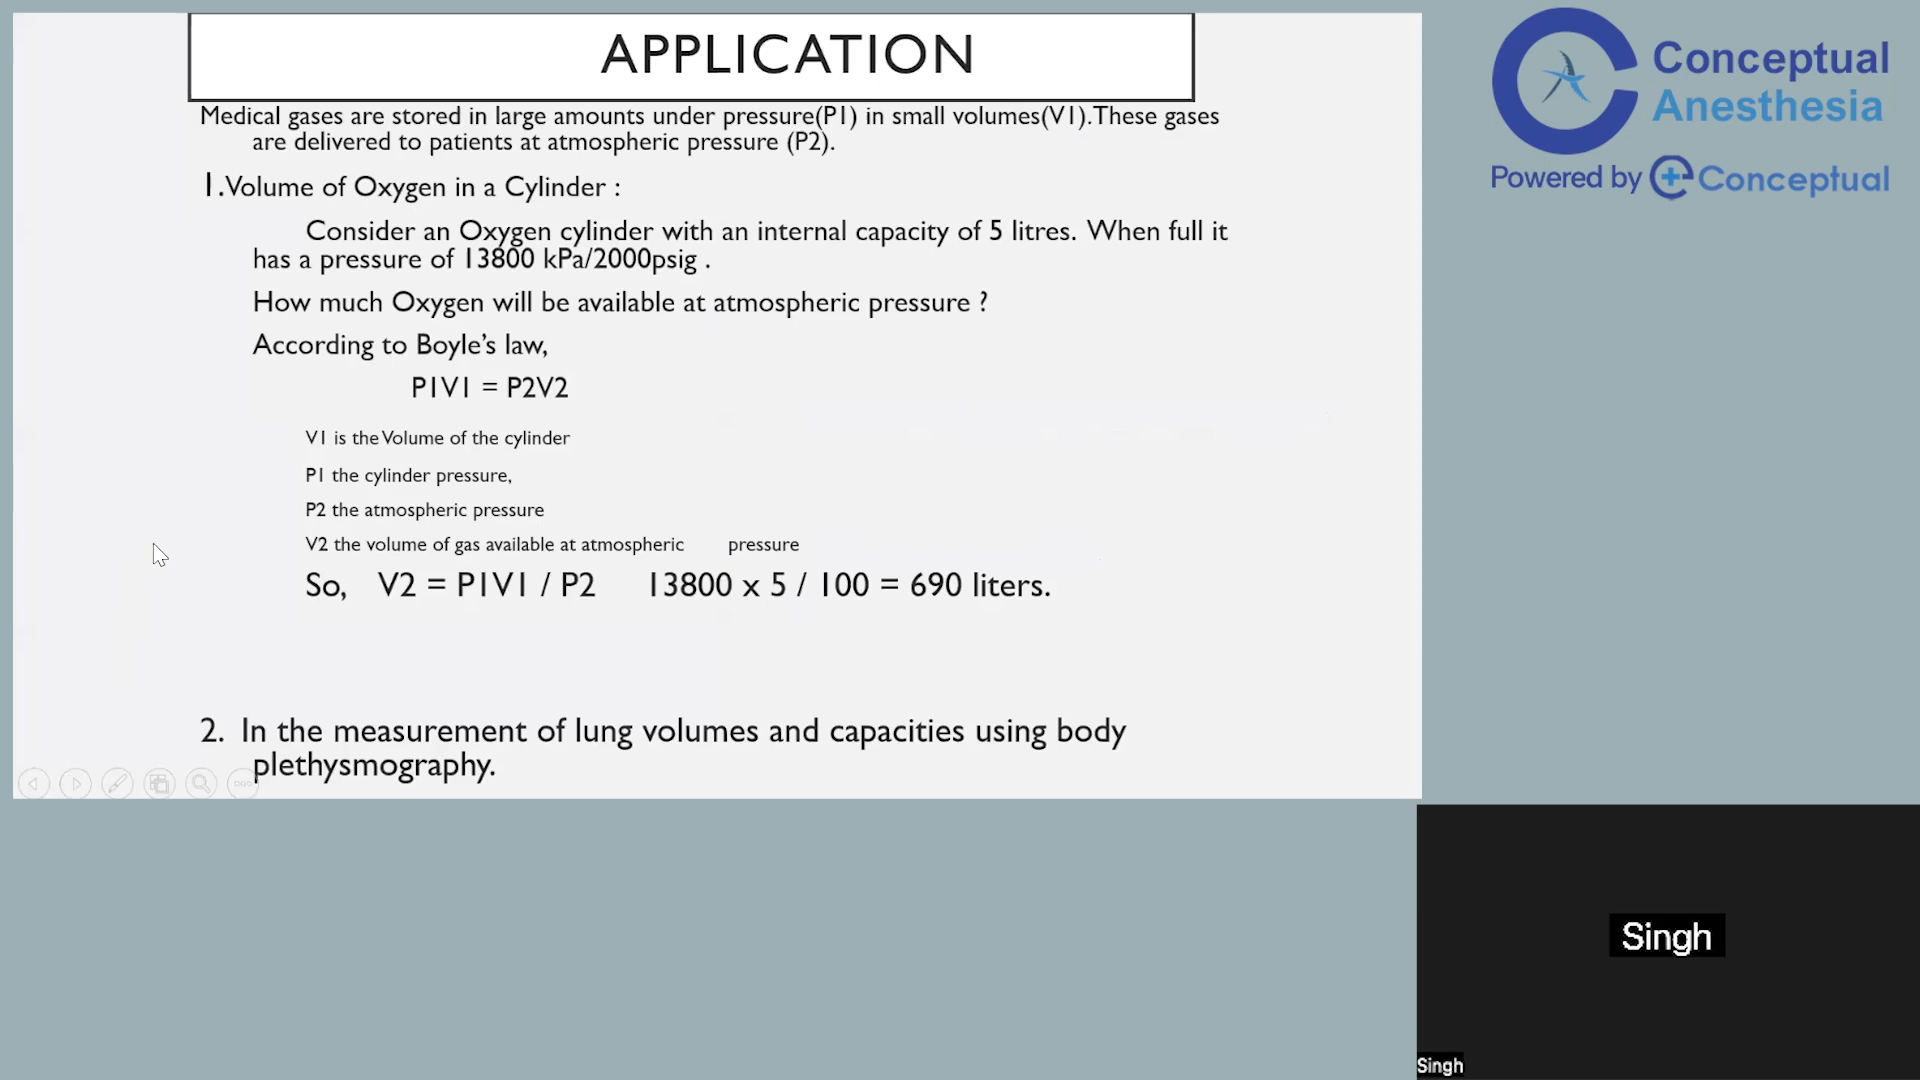 APPLICATION
Medical gases are stored in large amounts under pressure(P1) in small volumes(V1).These gases
are delivered to patients at atmospheric pressure (P2).
1.Volume of Oxygen in a Cylinder :
Consider an Oxygen cylinder with an internal capacity of 5 litres. When full it
has a pressure of 13800 kPa/2000psig .
How much Oxygen will be available at atmospheric pressure ?
According to Boyle’s law,
P1V1 = P2V2
V1 is the Volume of the cylinder
P1 the cylinder pressure,
P2 the atmospheric pressure
V2 the volume of gas available at atmospheric pressure
So, V2 = P1V1 / P2 13800 x 5 / 100 = 690 liters.
2. In the measurement of lung volumes and capacities using body
plethysmography.
Conceptual
Anesthesia
Powered by Conceptual
Singh
Singh